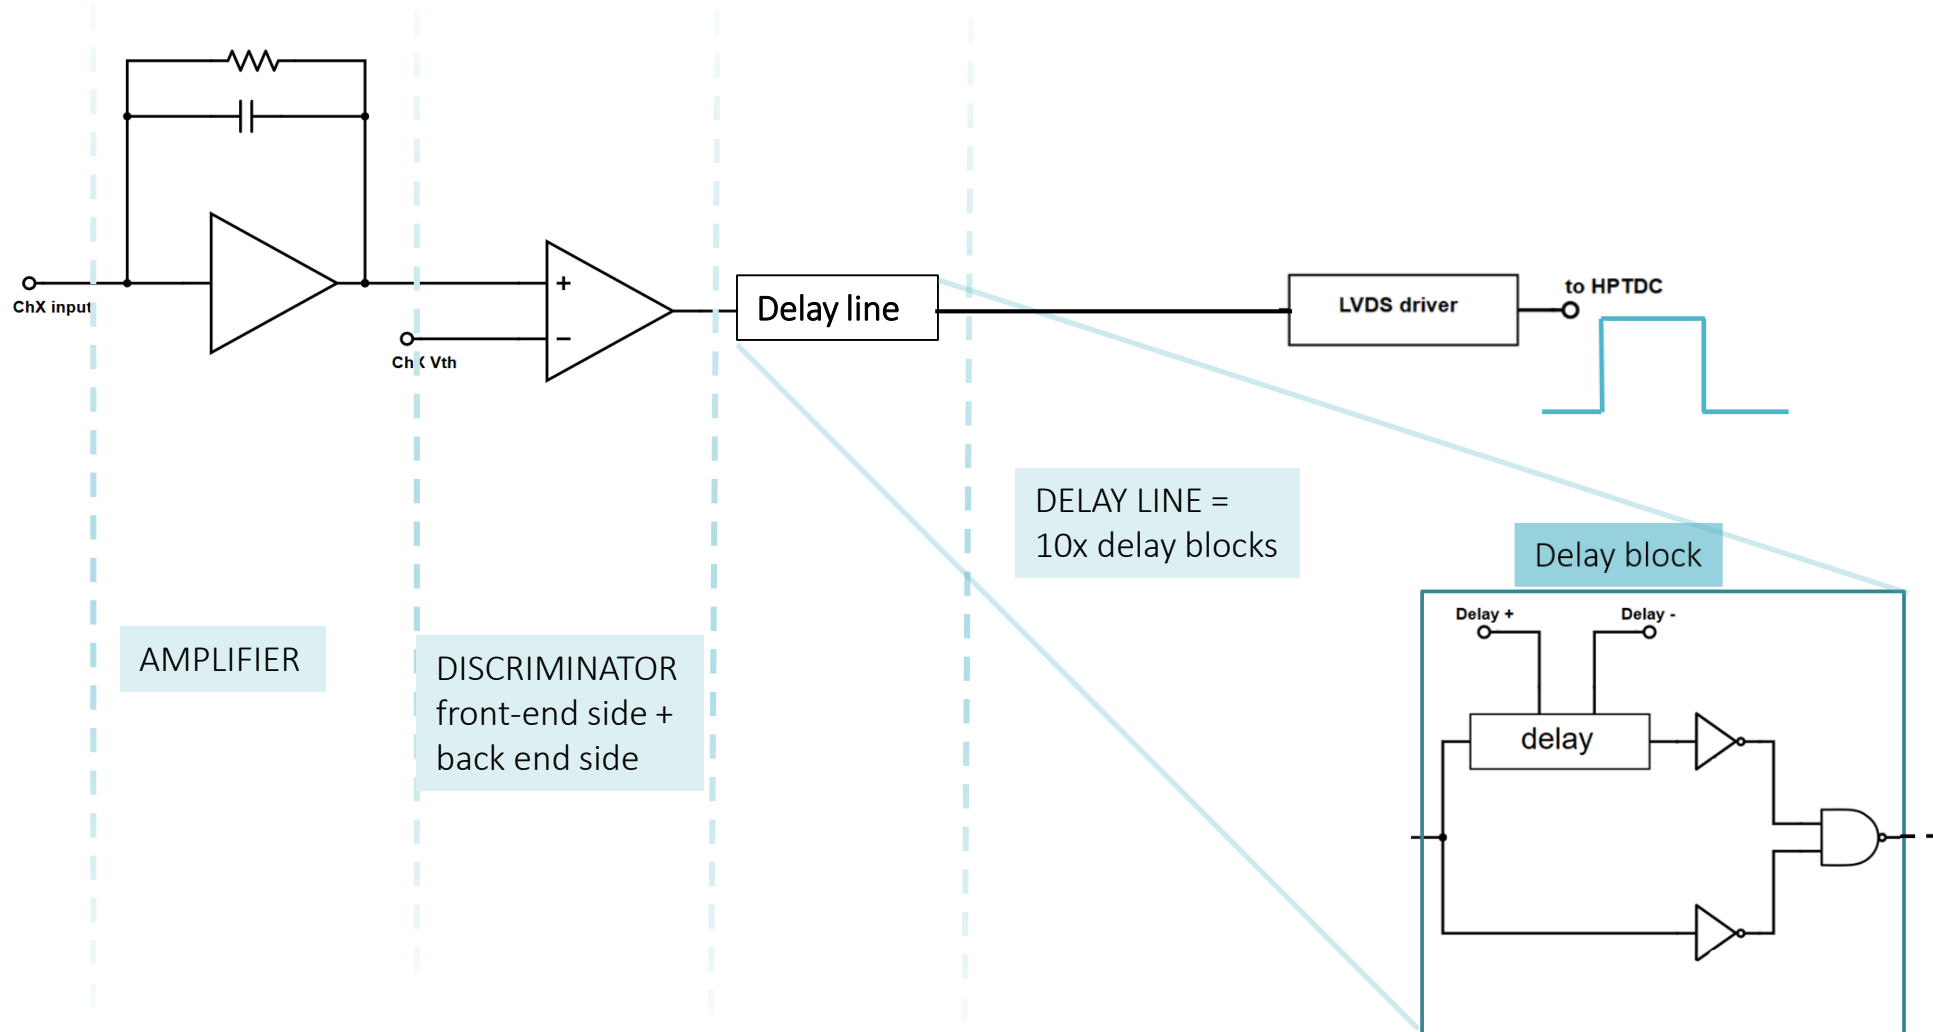 ChX input
ChX Vth
+
−
Delay line
LVDS driver
to HPTDC
AMPLIFIER
DISCRIMINATOR
front-end side +
back end side
DELAY LINE =
10x delay blocks
Delay block
Delay +
Delay -
delay